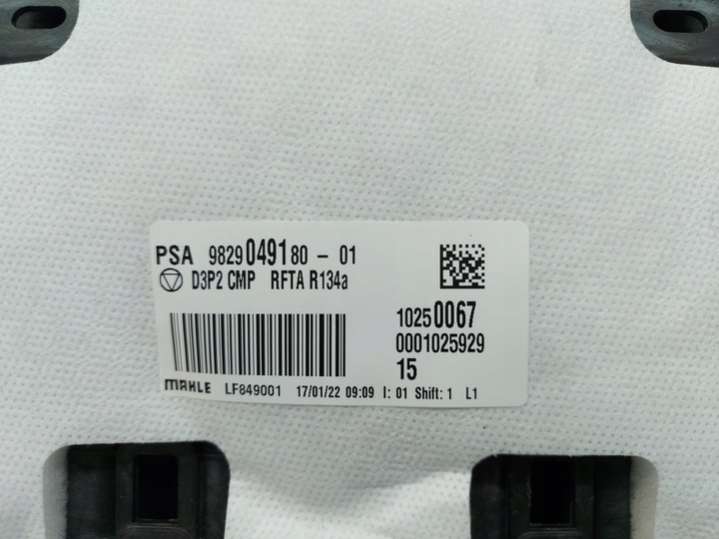 PSA 9829049180 - 01
D3P2 CMP RFTA R134a
10250067
0001025929
15
MAHLE LF849001 17/01/22 09:09 I: 01 Shift: 1 L1